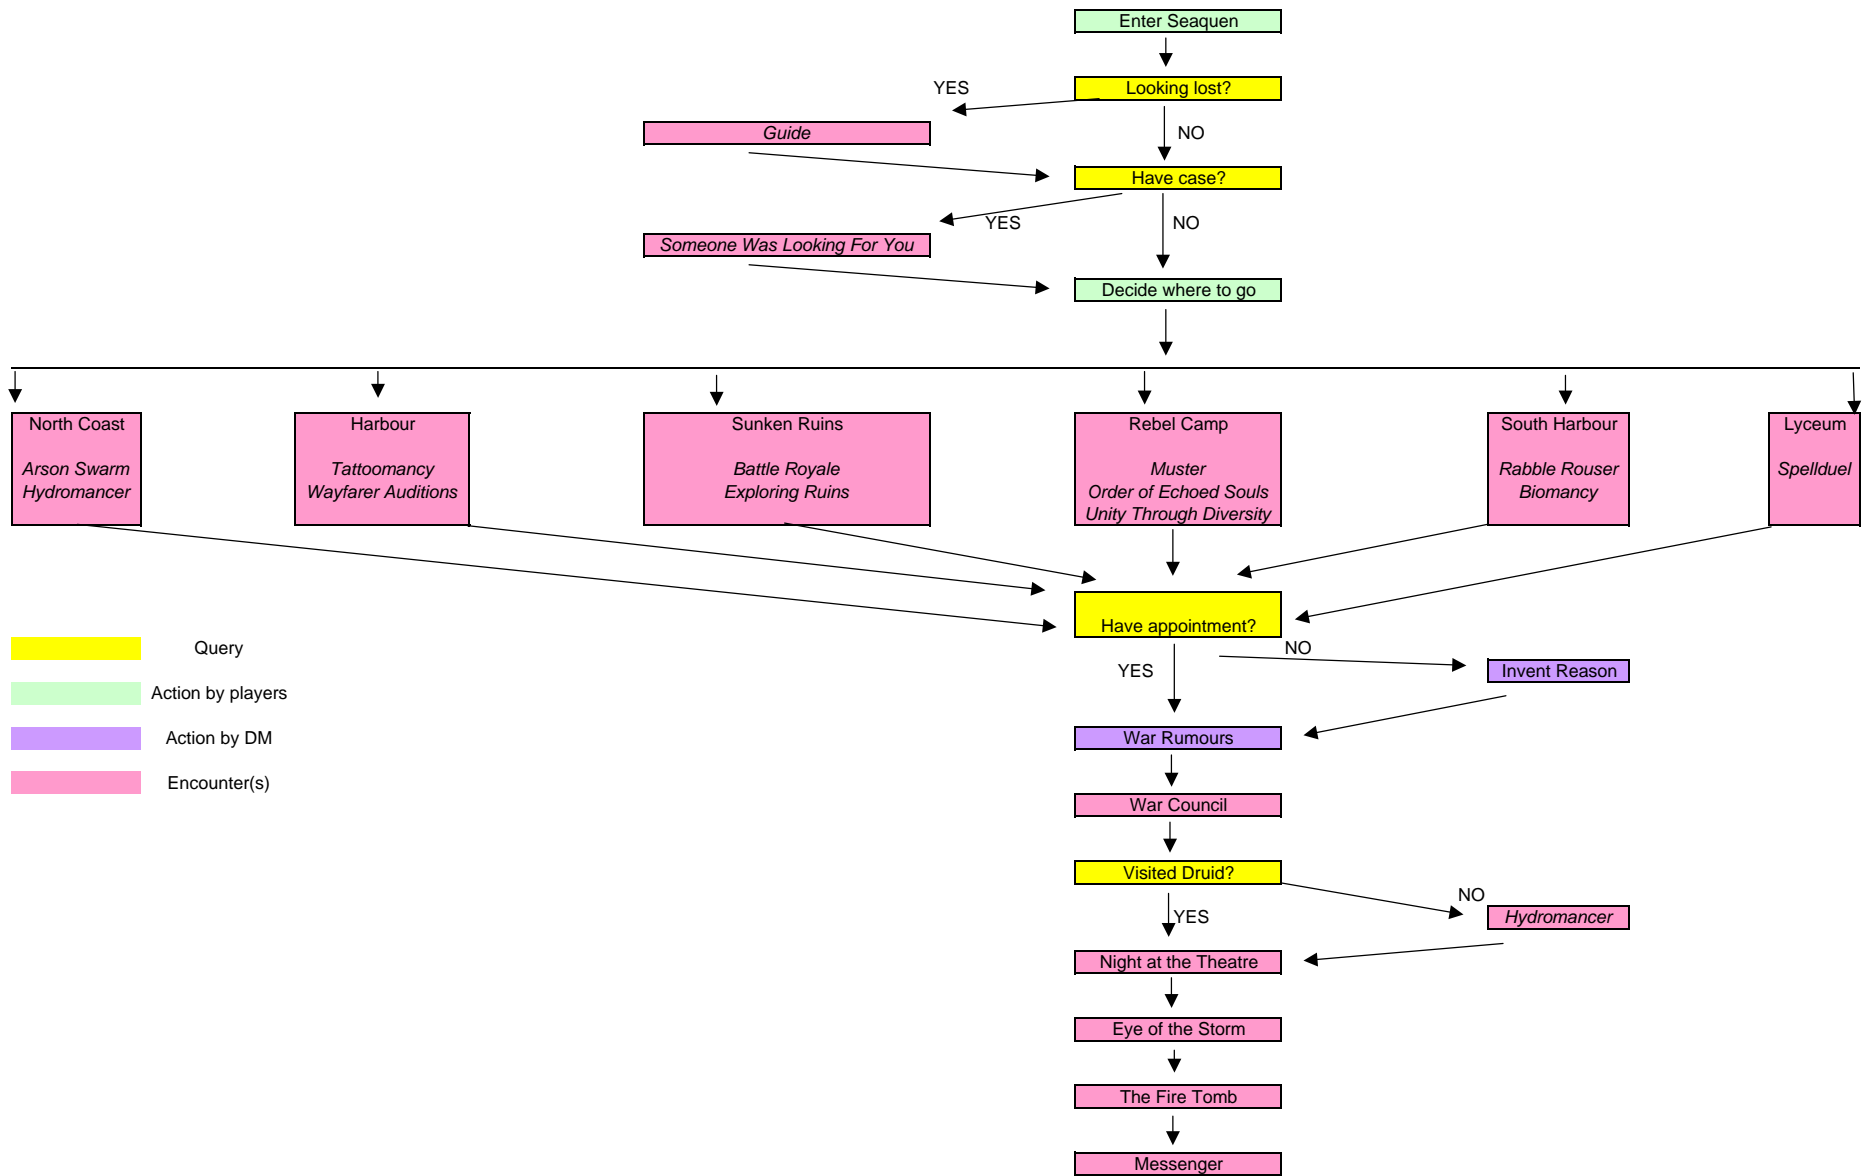 Enter Seaquen
YES
Looking lost?
Guide
NO
Have case?
YES
NO
Someone Was Looking For You
Decide where to go
North Coast
Arson Swarm
Hydromancer
Harbour
Tattoomancy
Wayfarer Auditions
Sunken Ruins
Battle Royale
Exploring Ruins
Rebel Camp
Muster
Order of Echoed Souls
Unity Through Diversity
South Harbour
Rabble Rouser
Biomancy
Lyceum
Spellduel
Have appointment?
Query
YES
NO
Invent Reason
Action by players
Action by DM
War Rumours
Encounter(s)
War Council
Visited Druid?
NO
YES
Hydromancer
Night at the Theatre
Eye of the Storm
The Fire Tomb
Messenger